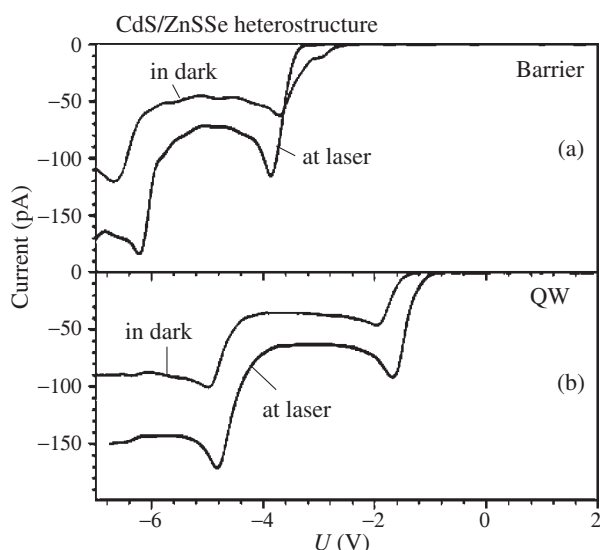 CdS/ZnSSe heterostructure
0
in dark
Barrier
−50
−100
at laser
(a)
−150
Current (pA)
0
QW
−50
in dark
−100
at laser
(b)
−150
−6 −4 −2 0 2
U (V)